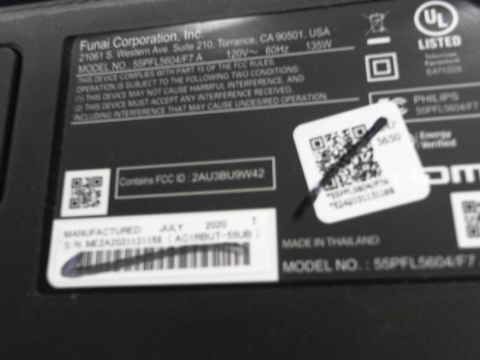 Funai Corporation, Inc.
21061 S. Western Ave. Suite 210, Torrance, CA 90501, USA
MODEL NO.: 55PFL5604/F7 A 120V~ 60Hz 135W
THIS DEVICE COMPLIES WITH PART 15 OF THE FCC RULES.
OPERATION IS SUBJECT TO THE FOLLOWING TWO CONDITIONS:
(1) THIS DEVICE MAY NOT CAUSE HARMFUL INTERFERENCE, AND
(2) THIS DEVICE MUST ACCEPT ANY INTERFERENCE RECEIVED,
INCLUDING INTERFERENCE THAT MAY CAUSE UNDESIRED OPERATION.
UL
LISTED
PHILIPS
55PFL5604/F7
Energy
Verified
5650
Contains FCC ID : 2AU3BU9W42
MANUFACTURED: JULY 2020 T
MADE IN THAILAND
MODEL NO. : 55PFL5604/F7